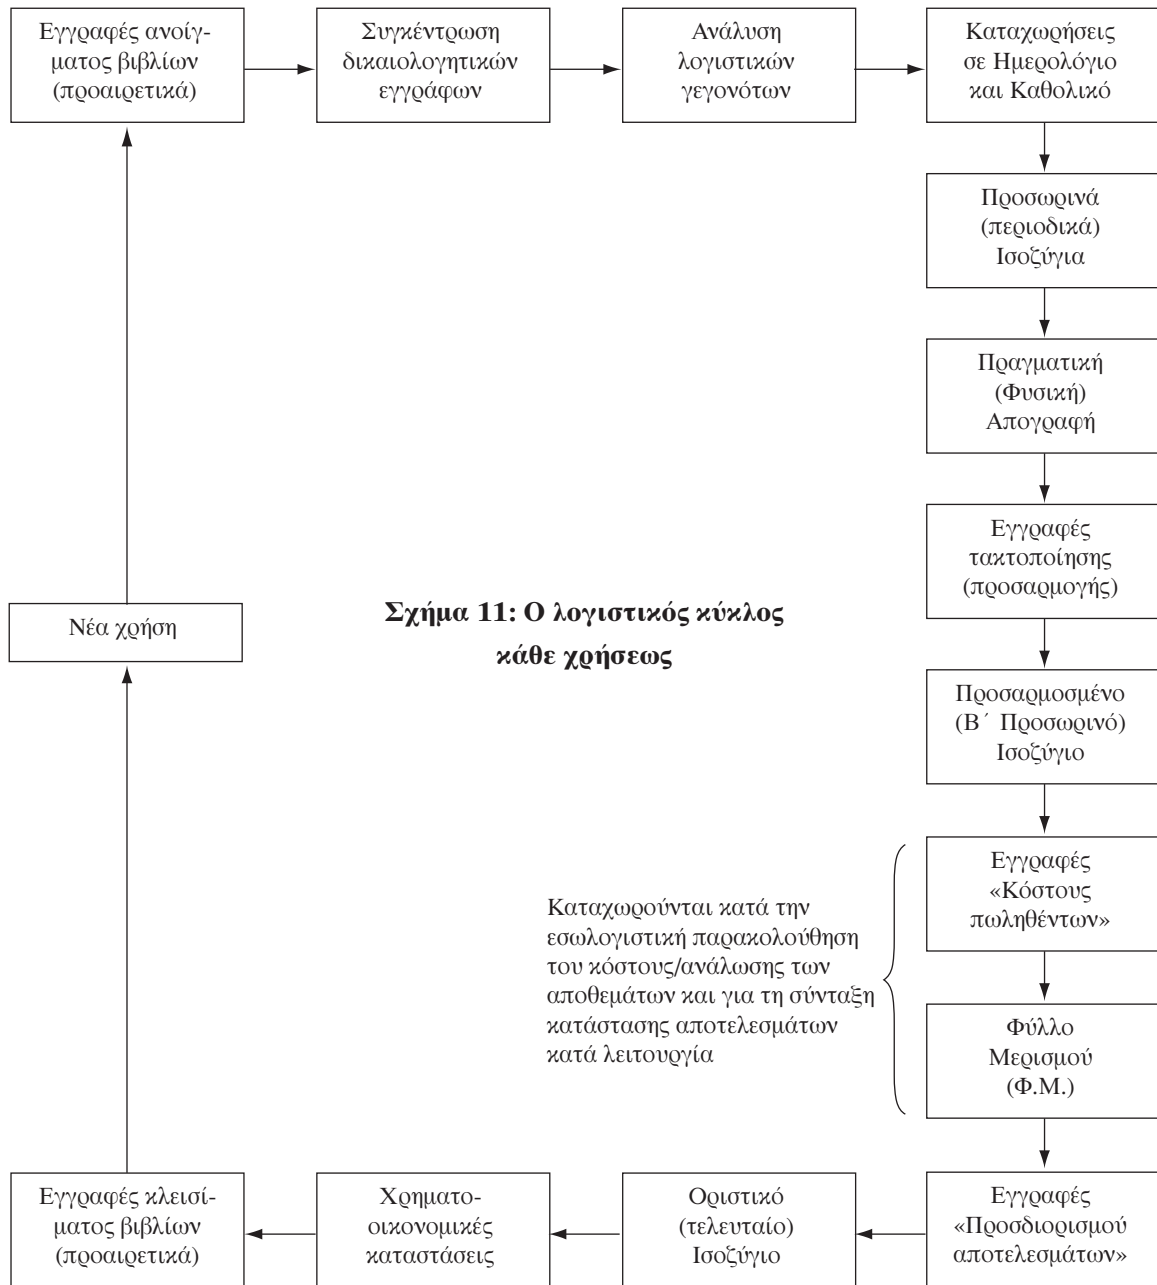 Εγγραφές ανοίγ-
ματος βιβλίων
(προαιρετικά)
Συγκέντρωση
δικαιολογητικών
εγγράφων
Ανάλυση
λογιστικών
γεγονότων
Καταχωρήσεις
σε Ημερολόγιο
και Καθολικό
Προσωρινά
(περιοδικά)
Ισοζύγια
Πραγματική
(Φυσική)
Απογραφή
Εγγραφές
τακτοποίησης
(προσαρμογής)
Νέα χρήση
Σχήμα 11: Ο λογιστικός κύκλος
κάθε χρήσεως
Προσαρμοσμένο
(Β΄ Προσωρινό)
Ισοζύγιο
Εγγραφές
«Κόστους
πωληθέντων»
Καταχωρούνται κατά την
εσωλογιστική παρακολούθηση
του κόστους/ανάλωσης των
αποθεμάτων και για τη σύνταξη
κατάστασης αποτελεσμάτων
κατά λειτουργία
Φύλλο
Μερισμού
(Φ.Μ.)
Εγγραφές
«Προσδιορισμού
αποτελεσμάτων»
Οριστικό
(τελευταίο)
Ισοζύγιο
Χρηματο-
οικονομικές
καταστάσεις
Εγγραφές κλεισί-
ματος βιβλίων
(προαιρετικά)